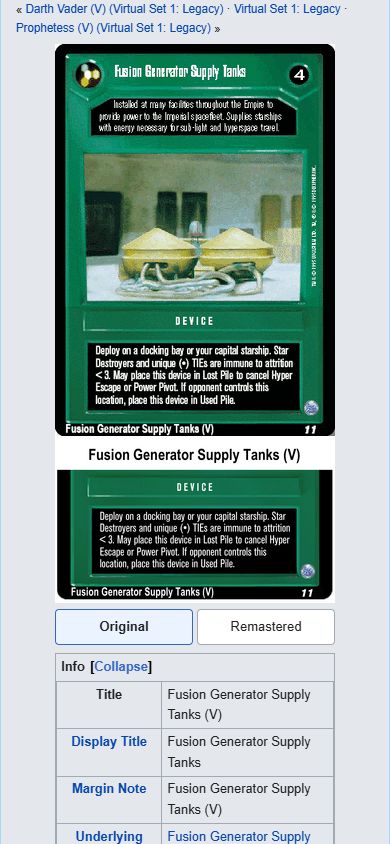 « Darth Vader (V) (Virtual Set 1: Legacy) · Virtual Set 1: Legacy ·
Prophetess (V) (Virtual Set 1: Legacy) »
Fusion Generator Supply Tanks
4
Installed at many facilities throughout the Empire to
provide power to the Imperial spacefleet. Supplies starships
with energy necessary for sub-light and hyperspace travel.
DEVICE
Deploy on a docking bay or your capital starship. Star
Destroyers and unique (•) TIEs are immune to attrition
< 3. May place this device in Lost Pile to cancel Hyper
Escape or Power Pivot. If opponent controls this
location, place this device in Used Pile.
Fusion Generator Supply Tanks (V)
11
Fusion Generator Supply Tanks (V)
DEVICE
Deploy on a docking bay or your capital starship. Star
Destroyers and unique (•) TIEs are immune to attrition
< 3. May place this device in Lost Pile to cancel Hyper
Escape or Power Pivot. If opponent controls this
location, place this device in Used Pile.
Fusion Generator Supply Tanks (V)
11
Original
Remastered
Info [Collapse]
Title
Fusion Generator Supply
Tanks (V)
Display Title
Fusion Generator Supply
Tanks
Margin Note
Fusion Generator Supply
Tanks (V)
Underlying
Fusion Generator Supply